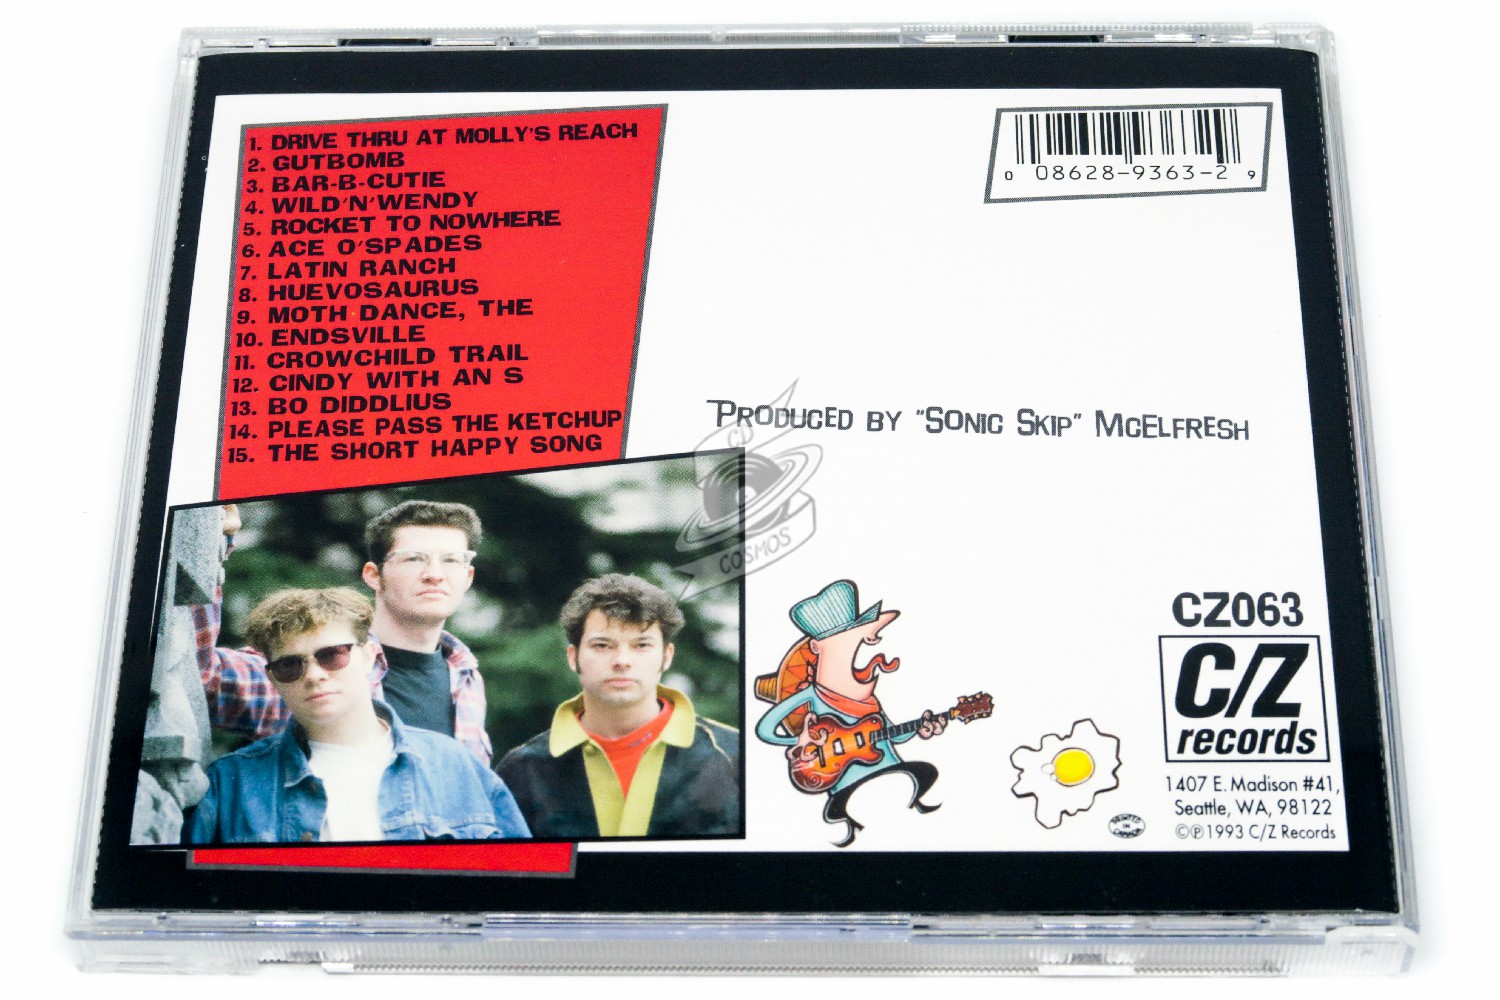 1. DRIVE THRU AT MOLLY'S REACH
2. GUTBOMB
3. BAR-B-CUTIE
4. WILD'N'WENDY
5. ROCKET TO NOWHERE
6. ACE O'SPADES
7. LATIN RANCH
8. HUEVOSAURUS
9. MOTH DANCE, THE
10. ENDSVILLE
11. CROWCHILD TRAIL
12. CINDY WITH AN S
13. BO DIDDLIUS
14. PLEASE PASS THE KETCHUP
15. THE SHORT HAPPY SONG
0 08628-9363-2 9
PRODUCED BY "SONIC SKIP" MCELFRESH
CD
COSMOS
CZ063
C/Z
records
1407 E. Madison #41,
Seattle, WA, 98122
©℗1993 C/Z Records
PRINTED
IN
CANADA